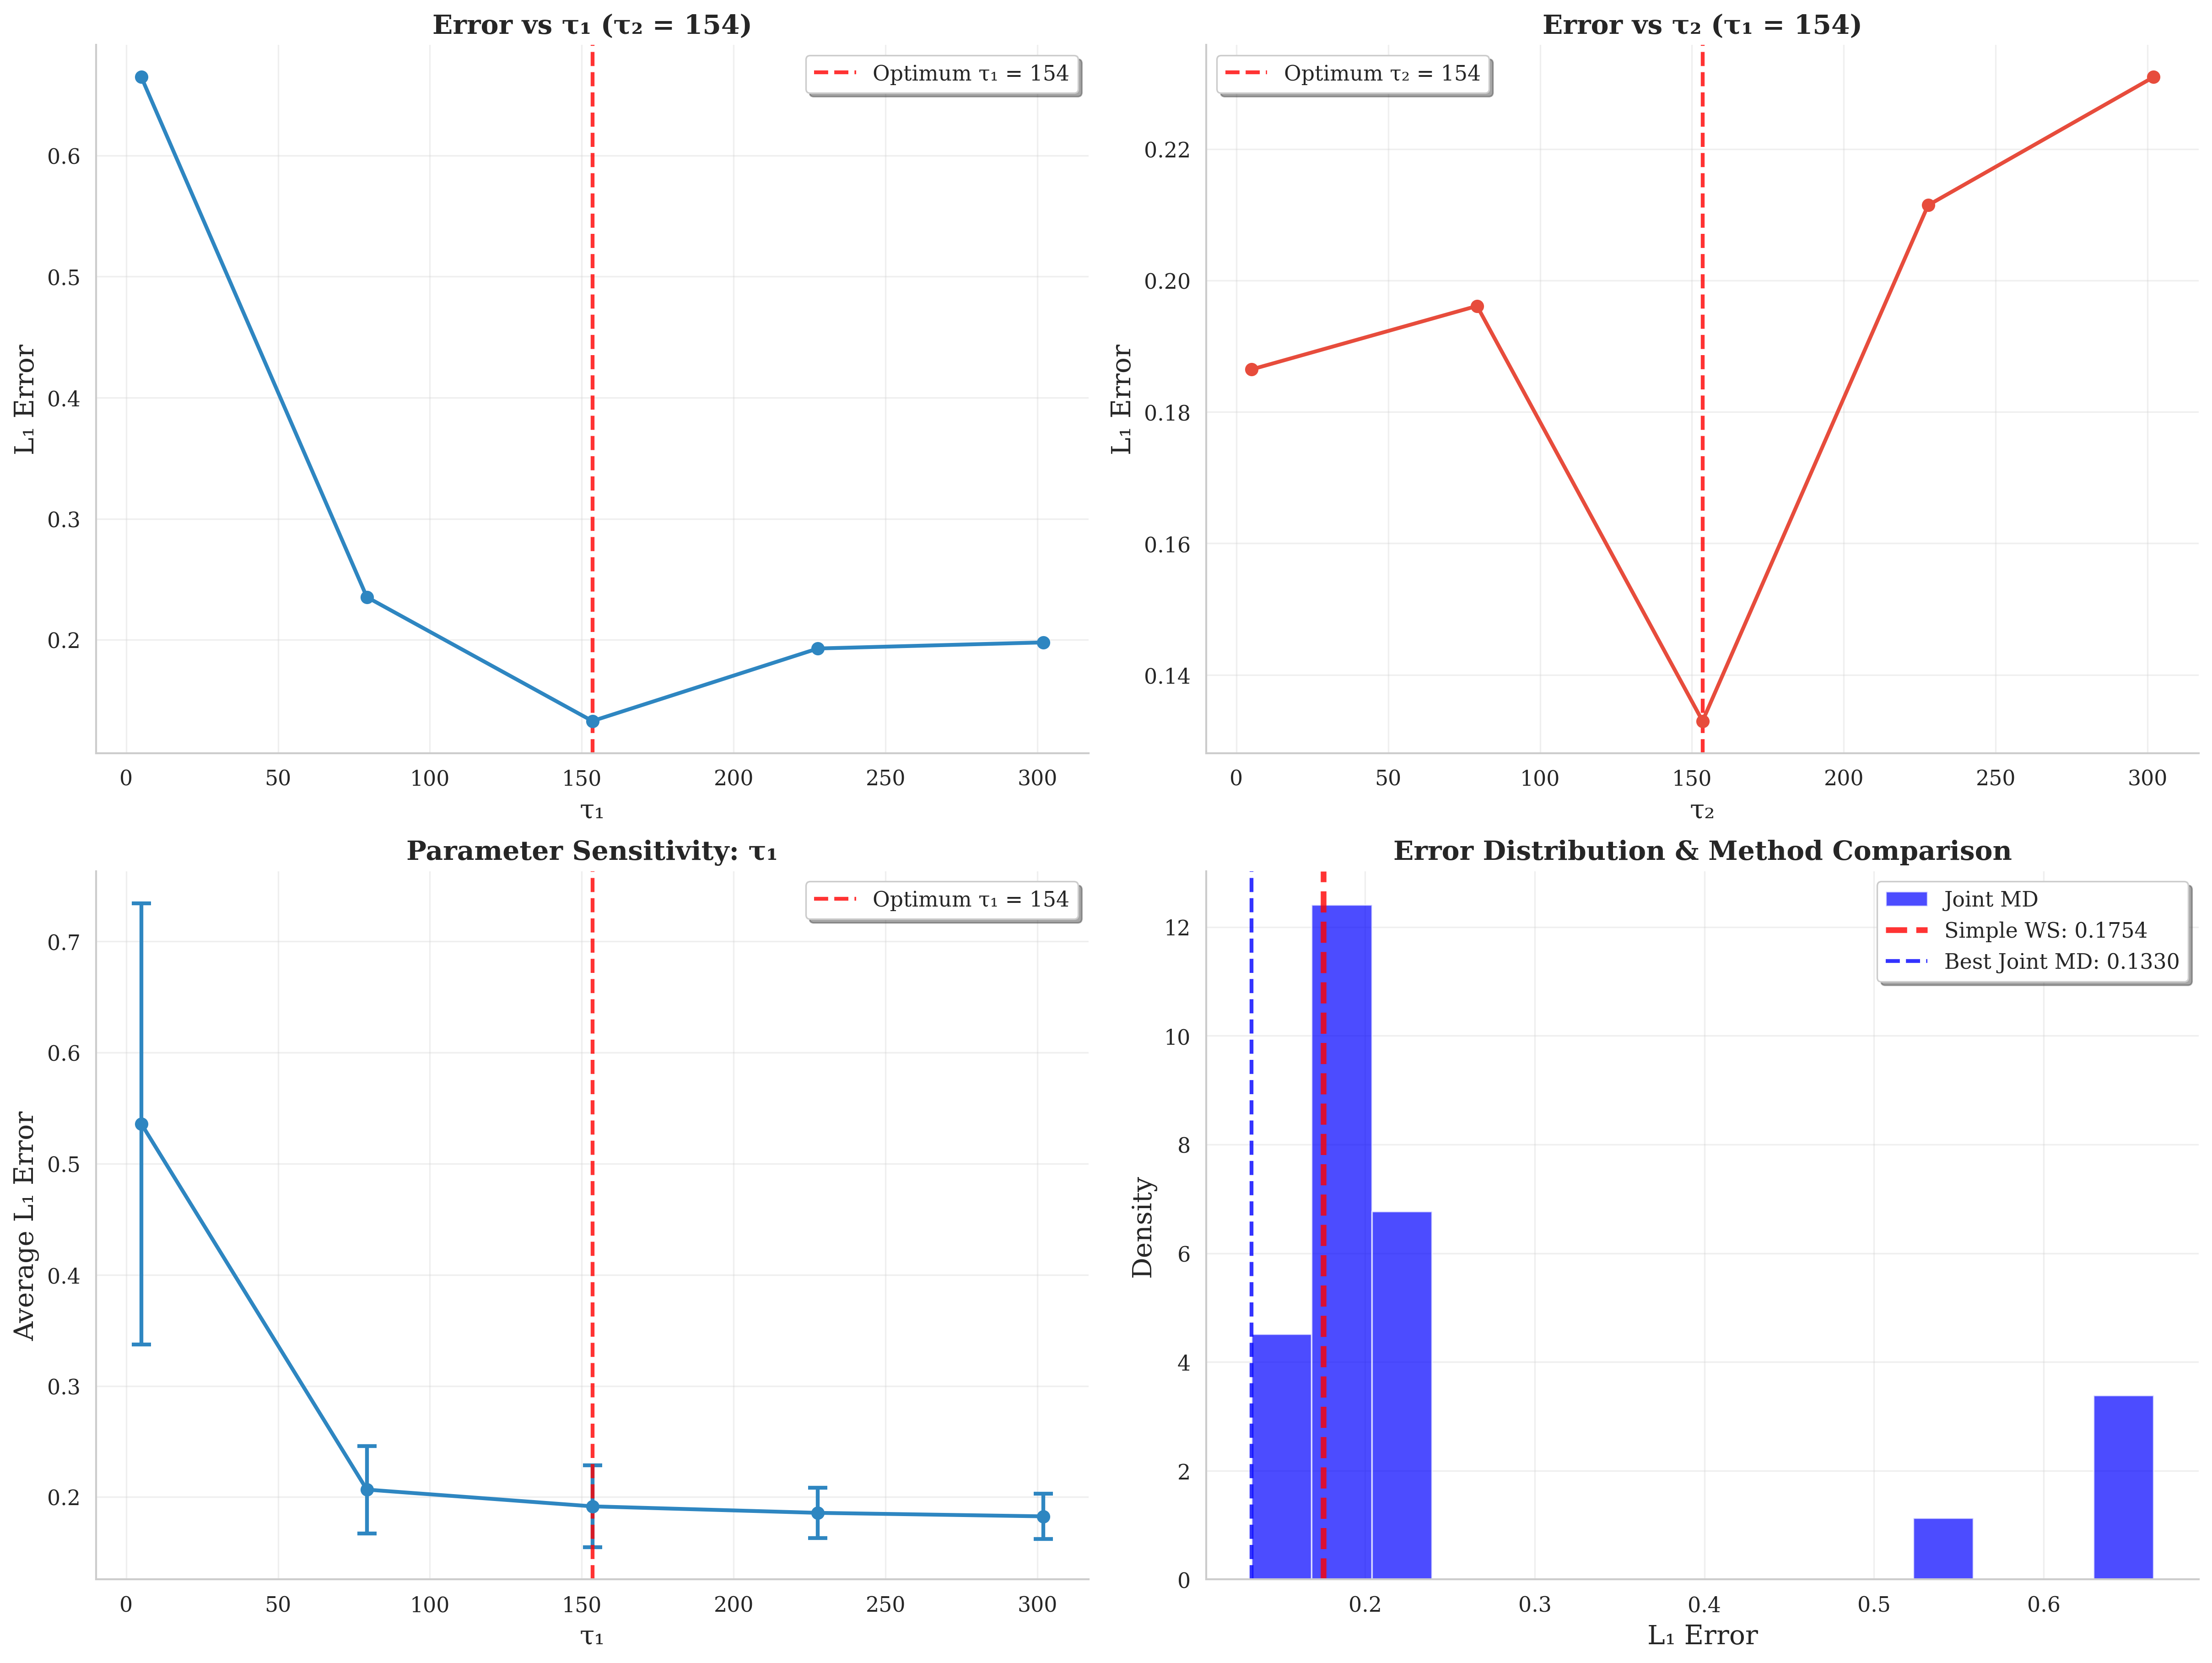 Error vs τ₁ (τ₂ = 154)
Optimum τ₁ = 154
L₁ Error
0.6
0.5
0.4
0.3
0.2
0 50 100 150 200 250 300
τ₁
Error vs τ₂ (τ₁ = 154)
Optimum τ₂ = 154
L₁ Error
0.22
0.20
0.18
0.16
0.14
0 50 100 150 200 250 300
τ₂
Parameter Sensitivity: τ₁
Optimum τ₁ = 154
Average L₁ Error
0.7
0.6
0.5
0.4
0.3
0.2
0 50 100 150 200 250 300
τ₁
Error Distribution & Method Comparison
Joint MD
Simple WS: 0.1754
Best Joint MD: 0.1330
Density
12
10
8
6
4
2
0
0.2 0.3 0.4 0.5 0.6
L₁ Error